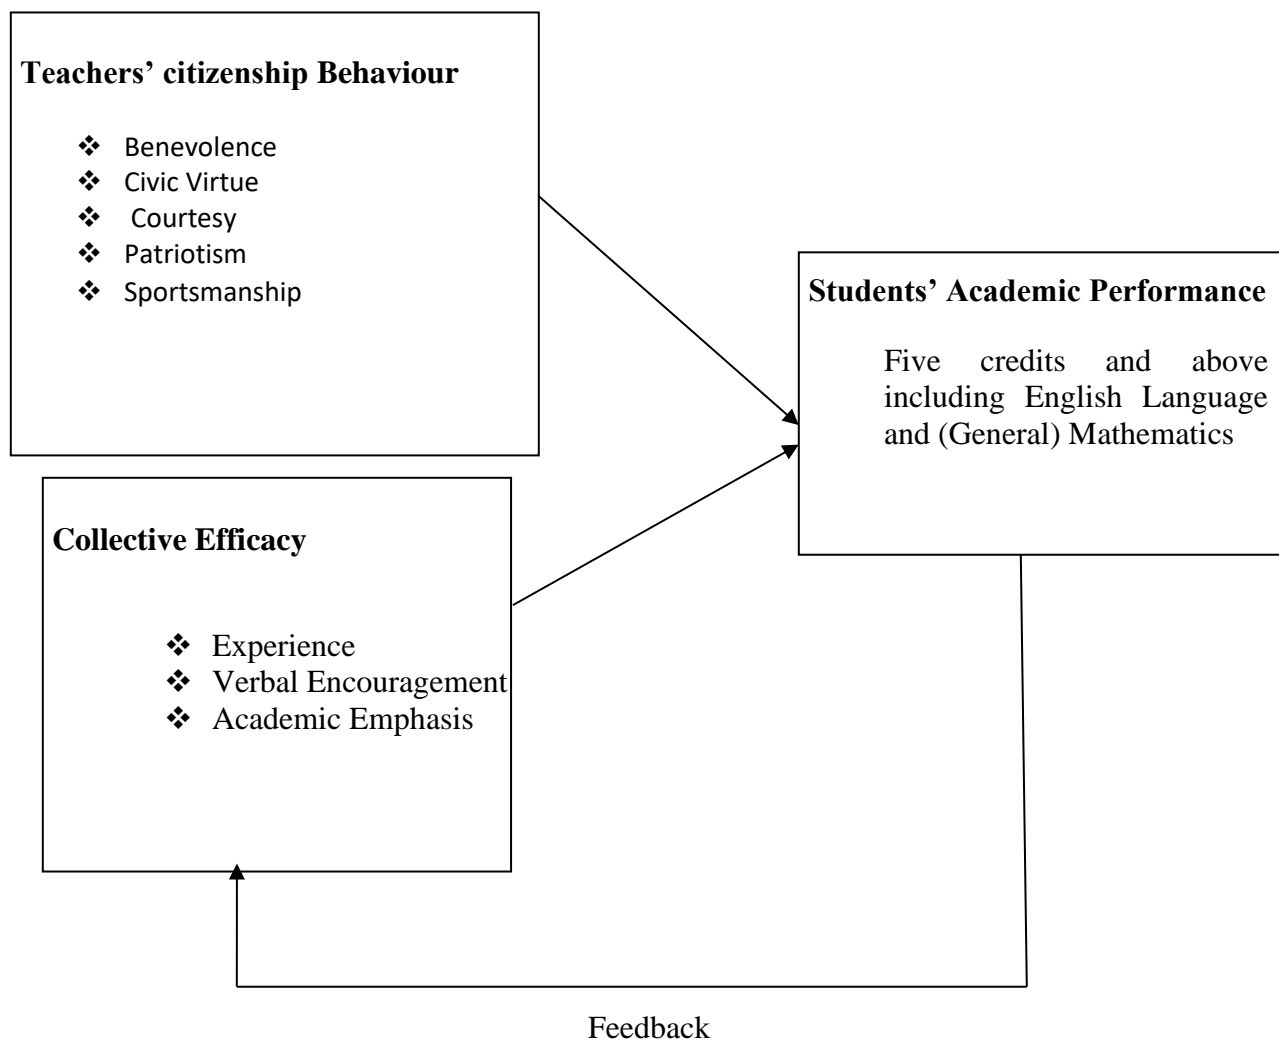 Teachers’ citizenship Behaviour
❖ Benevolence
❖ Civic Virtue
❖ Courtesy
❖ Patriotism
❖ Sportsmanship
Students’ Academic Performance
Five credits and above
including English Language
and (General) Mathematics
Collective Efficacy
❖ Experience
❖ Verbal Encouragement
❖ Academic Emphasis
Feedback